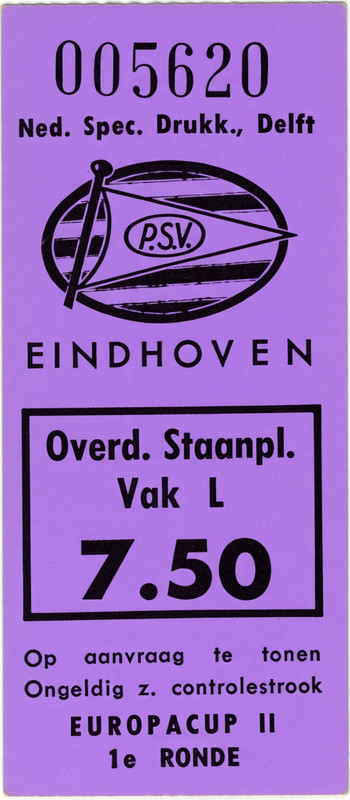 005620
Ned. Spec. Drukk., Delft
P.S.V.
EINDHOVEN
Overd. Staanpl.
Vak L
7.50
Op aanvraag te tonen
Ongeldig z. controlestrook
EUROPACUP II
1e RONDE